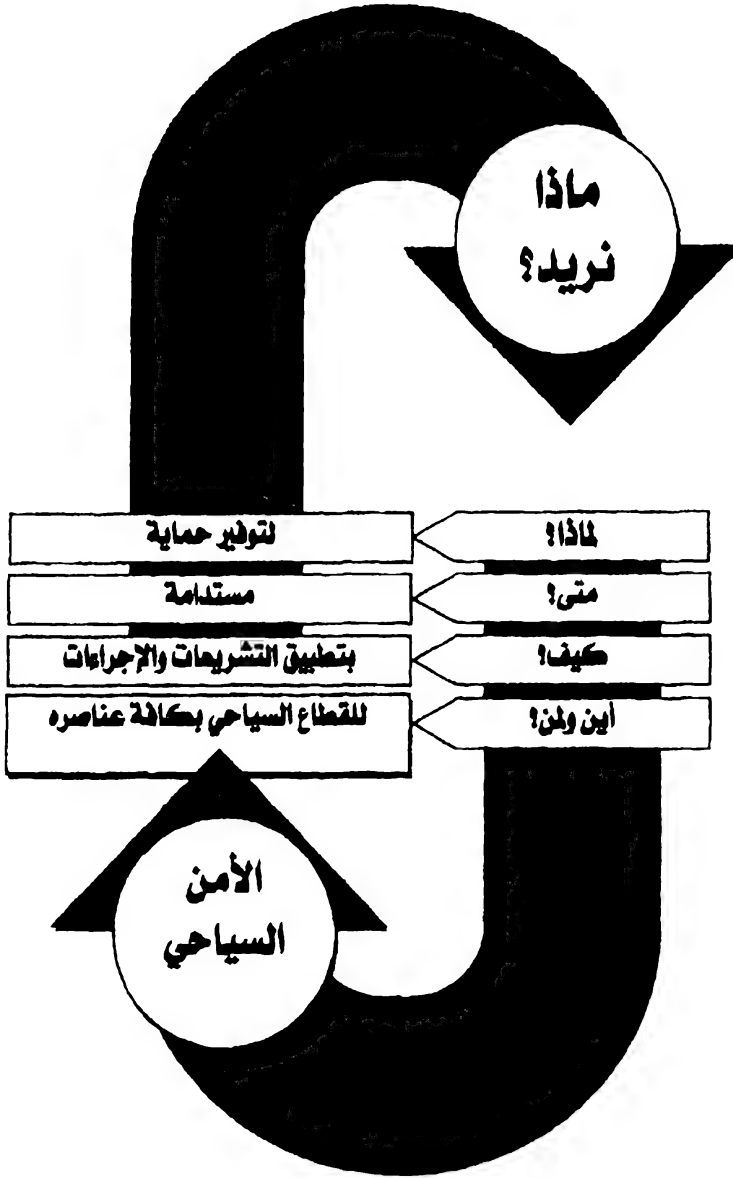 ماذا
نريد؟
لماذا؟
لتوفير حماية
متى؟
مستدامة
كيف؟
بتطبيق التشريعات والإجراءات
أين ولمن؟
للقطاع السياحي بكافة عناصره
الأمن
السياحي